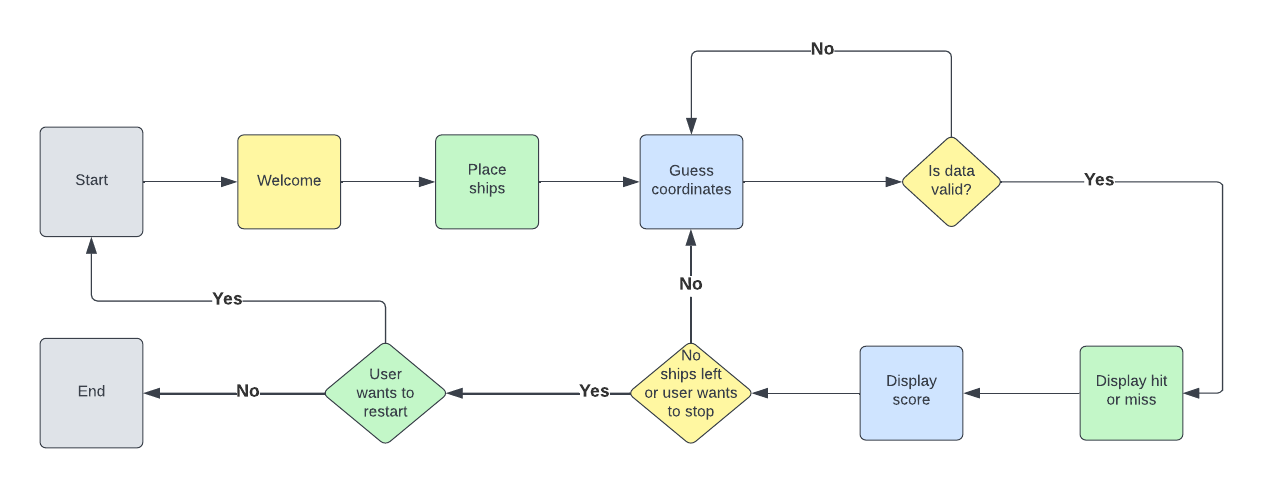 No
Start
Welcome
Place
ships
Guess
coordinates
Is data
valid?
Yes
No
Yes
End
No
User
wants to
restart
Yes
No
ships left
or user wants
to stop
Display
score
Display hit
or miss